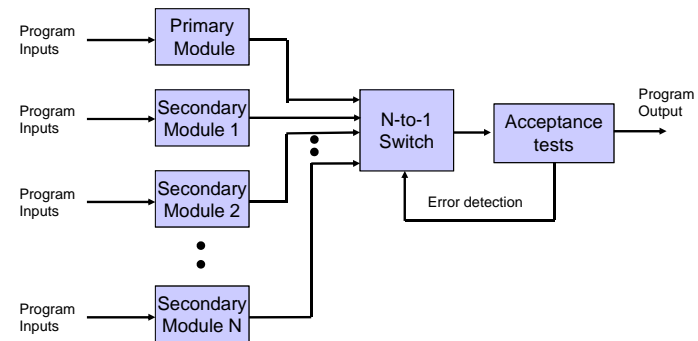 Program
Inputs
Primary
Module
Program
Inputs
Secondary
Module 1
N-to-1
Switch
Acceptance
tests
Program
Output
Program
Inputs
Secondary
Module 2
Error detection
Program
Inputs
Secondary
Module N